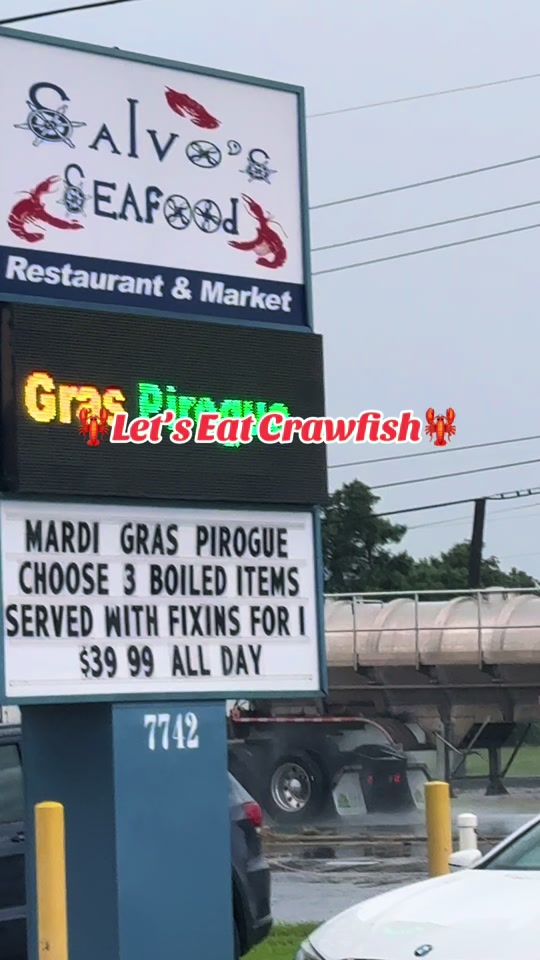 Salvo's
Seafood
Restaurant & Market
Gras Pirogue
🦞Let's Eat Crawfish🦞
MARDI GRAS PIROGUE
CHOOSE 3 BOILED ITEMS
SERVED WITH FIXINS FOR 1
$39 99 ALL DAY
7742